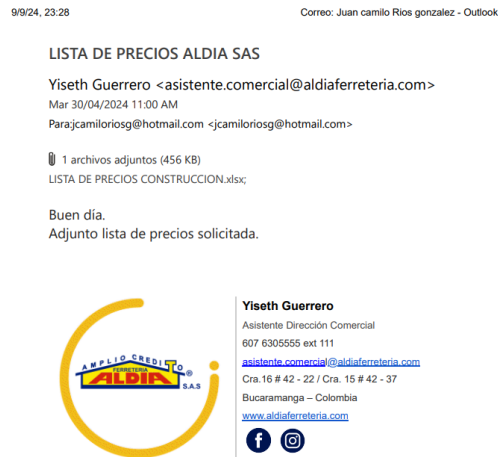 9/9/24, 23:28
Correo: Juan camilo Rios gonzalez - Outlook
LISTA DE PRECIOS ALDIA SAS
Yiseth Guerrero <asistente.comercial@aldiaferreteria.com>
Mar 30/04/2024 11:00 AM
Para:jcamiloriosg@hotmail.com <jcamiloriosg@hotmail.com>
1 archivos adjuntos (456 KB)
LISTA DE PRECIOS CONSTRUCCION.xlsx;
Buen día.
Adjunto lista de precios solicitada.
AMPLIO CREDITO
FERRETERIA
ALDIA®
S.A.S
Yiseth Guerrero
Asistente Dirección Comercial
607 6305555 ext 111
asistente.comercial@aldiaferreteria.com
Cra.16 # 42 - 22 / Cra. 15 # 42 - 37
Bucaramanga – Colombia
www.aldiaferreteria.com